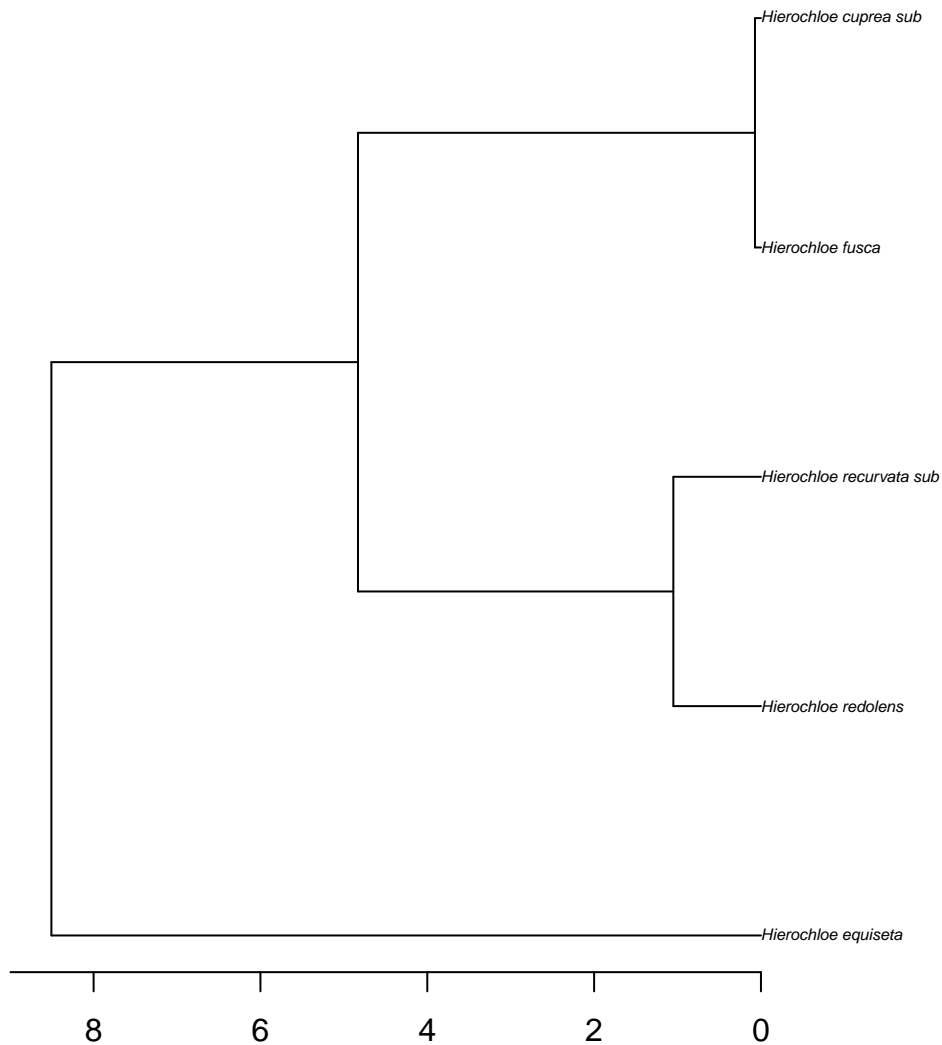 Hierochloe cuprea sub
Hierochloe fusca
Hierochloe recurvata sub
Hierochloe redolens
Hierochloe equiseta
8 6 4 2 0